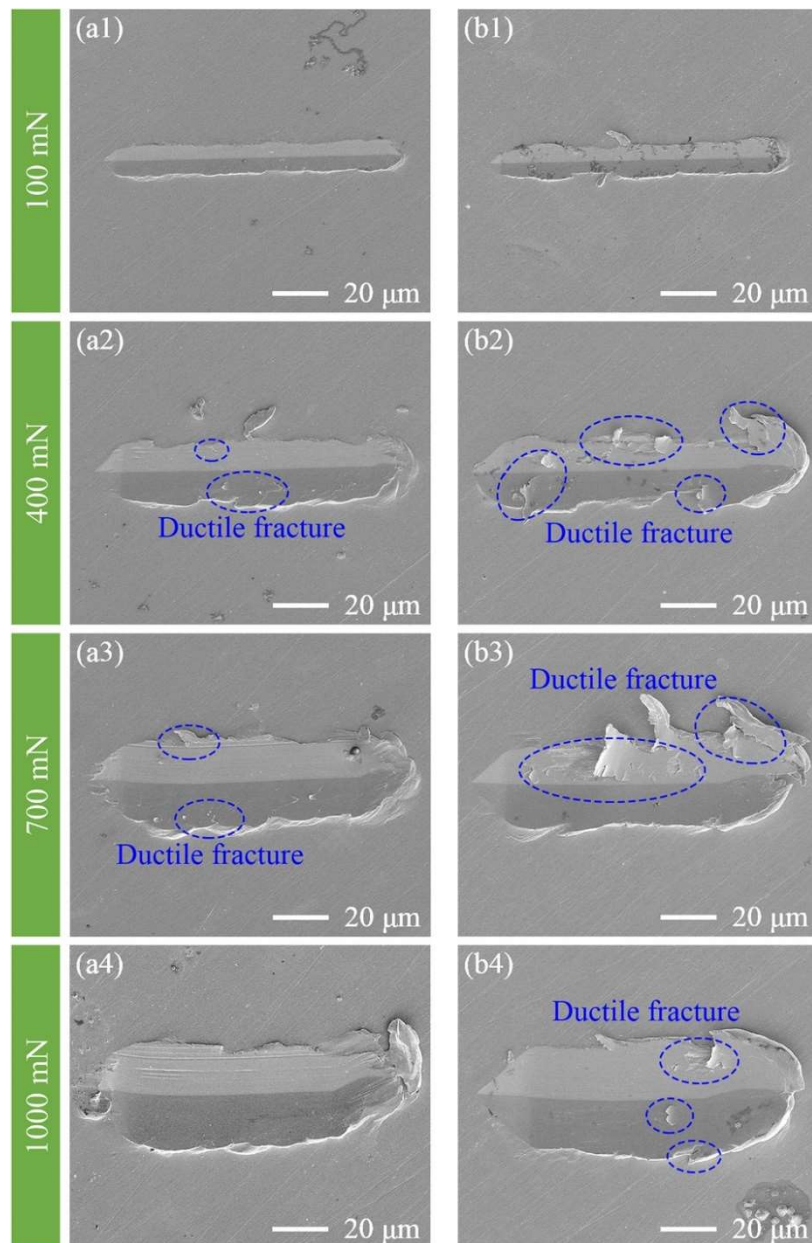 100 mN
(a1)
20 μm
(b1)
20 μm
400 mN
(a2)
Ductile fracture
20 μm
(b2)
Ductile fracture
20 μm
700 mN
(a3)
Ductile fracture
20 μm
(b3)
Ductile fracture
20 μm
1000 mN
(a4)
20 μm
(b4)
Ductile fracture
20 μm